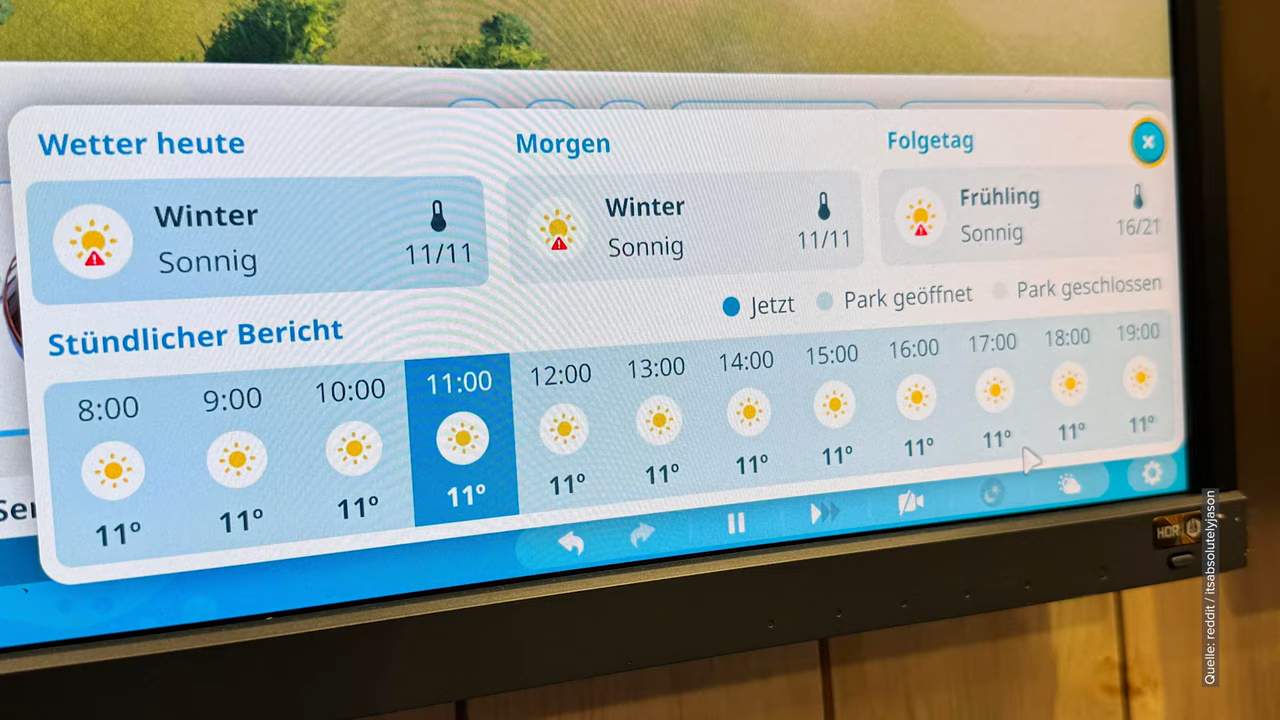 Wetter heute
Winter
Sonnig
11/11
Morgen
Winter
Sonnig
11/11
Folgetag
Frühling
Sonnig
16/21
Jetzt
Park geöffnet
Park geschlossen
Stündlicher Bericht
8:00 9:00 10:00 11:00 12:00 13:00 14:00 15:00 16:00 17:00 18:00 19:00
11° 11° 11° 11° 11° 11° 11° 11° 11° 11° 11° 11°
Ser
HDR
Quelle: reddit / itsabsolutelyjason